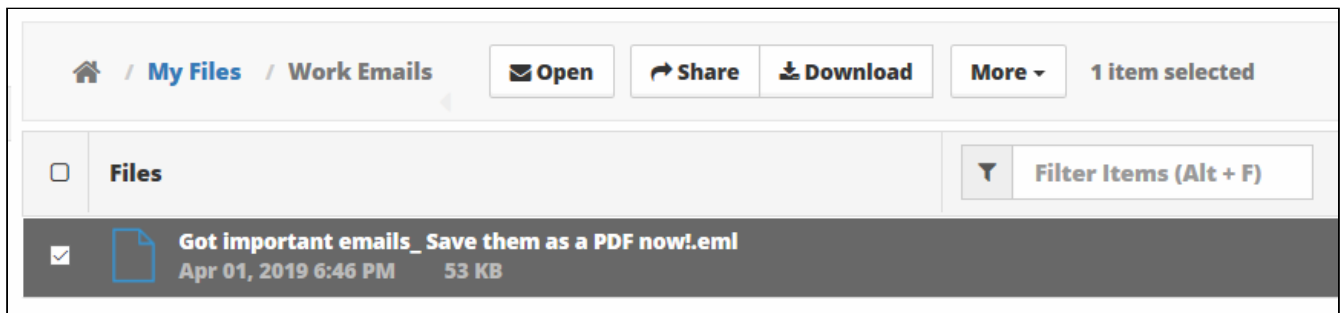 / My Files / Work Emails Open Share Download More 1 item selected
Files Filter Items (Alt + F)
Got important emails_ Save them as a PDF now!.eml
Apr 01, 2019 6:46 PM 53 KB